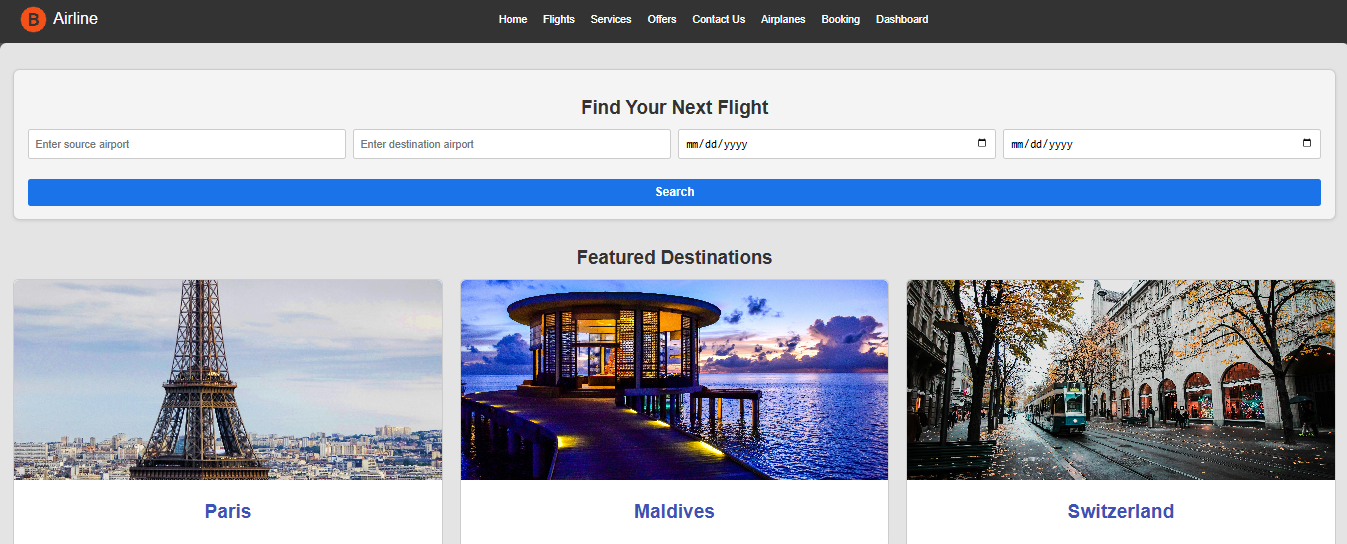 B Airline
Home Flights Services Offers Contact Us Airplanes Booking Dashboard
Find Your Next Flight
Enter source airport Enter destination airport mm/dd/yyyy mm/dd/yyyy
Search
Featured Destinations
Paris Maldives Switzerland